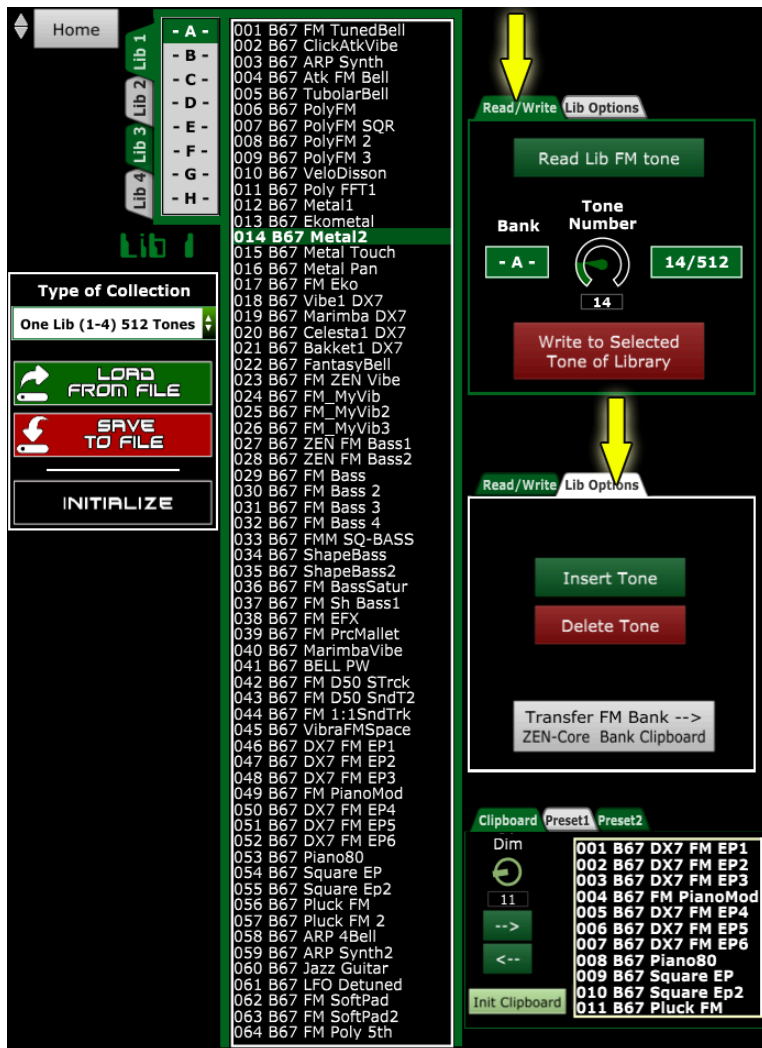 Home
Lib 1
Lib 2
Lib 3
Lib 4
- A -
- B -
- C -
- D -
- E -
- F -
- G -
- H -
Lib 1
Type of Collection
One Lib (1-4) 512 Tones
LOAD
FROM FILE
SAVE
TO FILE
INITIALIZE
001 B67 FM TunedBell
002 B67 ClickAtkVibe
003 B67 ARP Synth
004 B67 Atk FM Bell
005 B67 TubolarBell
006 B67 PolyFM
007 B67 PolyFM SQR
008 B67 PolyFM 2
009 B67 PolyFM 3
010 B67 VeloDisson
011 B67 Poly FFT1
012 B67 Metal1
013 B67 Ekometal
014 B67 Metal2
015 B67 Metal Touch
016 B67 Metal Pan
017 B67 FM Eko
018 B67 Vibe1 DX7
019 B67 Marimba DX7
020 B67 Celesta1 DX7
021 B67 Bakket1 DX7
022 B67 FantasyBell
023 B67 FM ZEN Vibe
024 B67 FM_MyVib
025 B67 FM_MyVib2
026 B67 FM_MyVib3
027 B67 ZEN FM Bass1
028 B67 ZEN FM Bass2
029 B67 FM Bass
030 B67 FM Bass 2
031 B67 FM Bass 3
032 B67 FM Bass 4
033 B67 FMM SQ-BASS
034 B67 ShapeBass
035 B67 ShapeBass2
036 B67 FM BassSatur
037 B67 FM Sh Bass1
038 B67 FM EFX
039 B67 FM PrcMallet
040 B67 MarimbaVibe
041 B67 BELL PW
042 B67 FM D50 STrck
043 B67 FM D50 SndT2
044 B67 FM 1:1SndTrk
045 B67 VibraFMSpace
046 B67 DX7 FM EP1
047 B67 DX7 FM EP2
048 B67 DX7 FM EP3
049 B67 FM PianoMod
050 B67 DX7 FM EP4
051 B67 DX7 FM EP5
052 B67 DX7 FM EP6
053 B67 Piano80
054 B67 Square EP
055 B67 Square Ep2
056 B67 Pluck FM
057 B67 Pluck FM 2
058 B67 ARP 4Bell
059 B67 ARP Synth2
060 B67 Jazz Guitar
061 B67 LFO Detuned
062 B67 FM SoftPad
063 B67 FM SoftPad2
064 B67 FM Poly 5th
Read/Write Lib Options
Read Lib FM tone
Bank
Tone
Number
- A -
14/512
14
Write to Selected
Tone of Library
Read/Write Lib Options
Insert Tone
Delete Tone
Transfer FM Bank -->
ZEN-Core Bank Clipboard
Clipboard Preset1 Preset2
Dim
11
-->
<--
Init Clipboard
001 B67 DX7 FM EP1
002 B67 DX7 FM EP2
003 B67 DX7 FM EP3
004 B67 FM PianoMod
005 B67 DX7 FM EP4
006 B67 DX7 FM EP5
007 B67 DX7 FM EP6
008 B67 Piano80
009 B67 Square EP
010 B67 Square Ep2
011 B67 Pluck FM